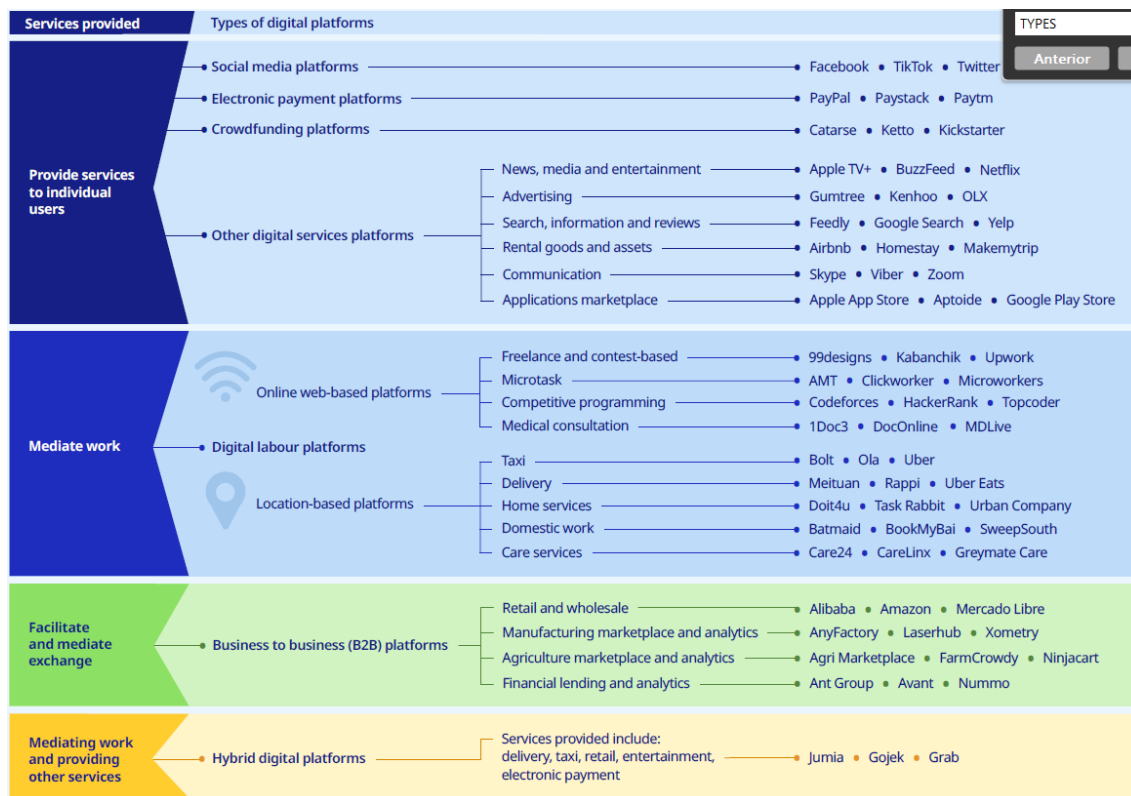 Services provided
Types of digital platforms
TYPES
Anterior
Provide services
to individual
users
Social media platforms
Facebook • TikTok • Twitter
Electronic payment platforms
PayPal • Paystack • Paytm
Crowdfunding platforms
Catarse • Ketto • Kickstarter
Other digital services platforms
News, media and entertainment
Apple TV+ • BuzzFeed • Netflix
Advertising
Gumtree • Kenhoo • OLX
Search, information and reviews
Feedly • Google Search • Yelp
Rental goods and assets
Airbnb • Homestay • Makemytrip
Communication
Skype • Viber • Zoom
Applications marketplace
Apple App Store • Aptoide • Google Play Store
Mediate work
Digital labour platforms
Online web-based platforms
Freelance and contest-based
99designs • Kabanchik • Upwork
Microtask
AMT • Clickworker • Microworkers
Competitive programming
Codeforces • HackerRank • Topcoder
Medical consultation
1Doc3 • DocOnline • MDLive
Location-based platforms
Taxi
Bolt • Ola • Uber
Delivery
Meituan • Rappi • Uber Eats
Home services
Doit4u • Task Rabbit • Urban Company
Domestic work
Batmaid • BookMyBai • SweepSouth
Care services
Care24 • CareLinx • Greymate Care
Facilitate
and mediate
exchange
Business to business (B2B) platforms
Retail and wholesale
Alibaba • Amazon • Mercado Libre
Manufacturing marketplace and analytics
AnyFactory • Laserhub • Xometry
Agriculture marketplace and analytics
Agri Marketplace • FarmCrowdy • Ninjacart
Financial lending and analytics
Ant Group • Avant • Nummo
Mediating work
and providing
other services
Hybrid digital platforms
Services provided include:
delivery, taxi, retail, entertainment,
electronic payment
Jumia • Gojek • Grab